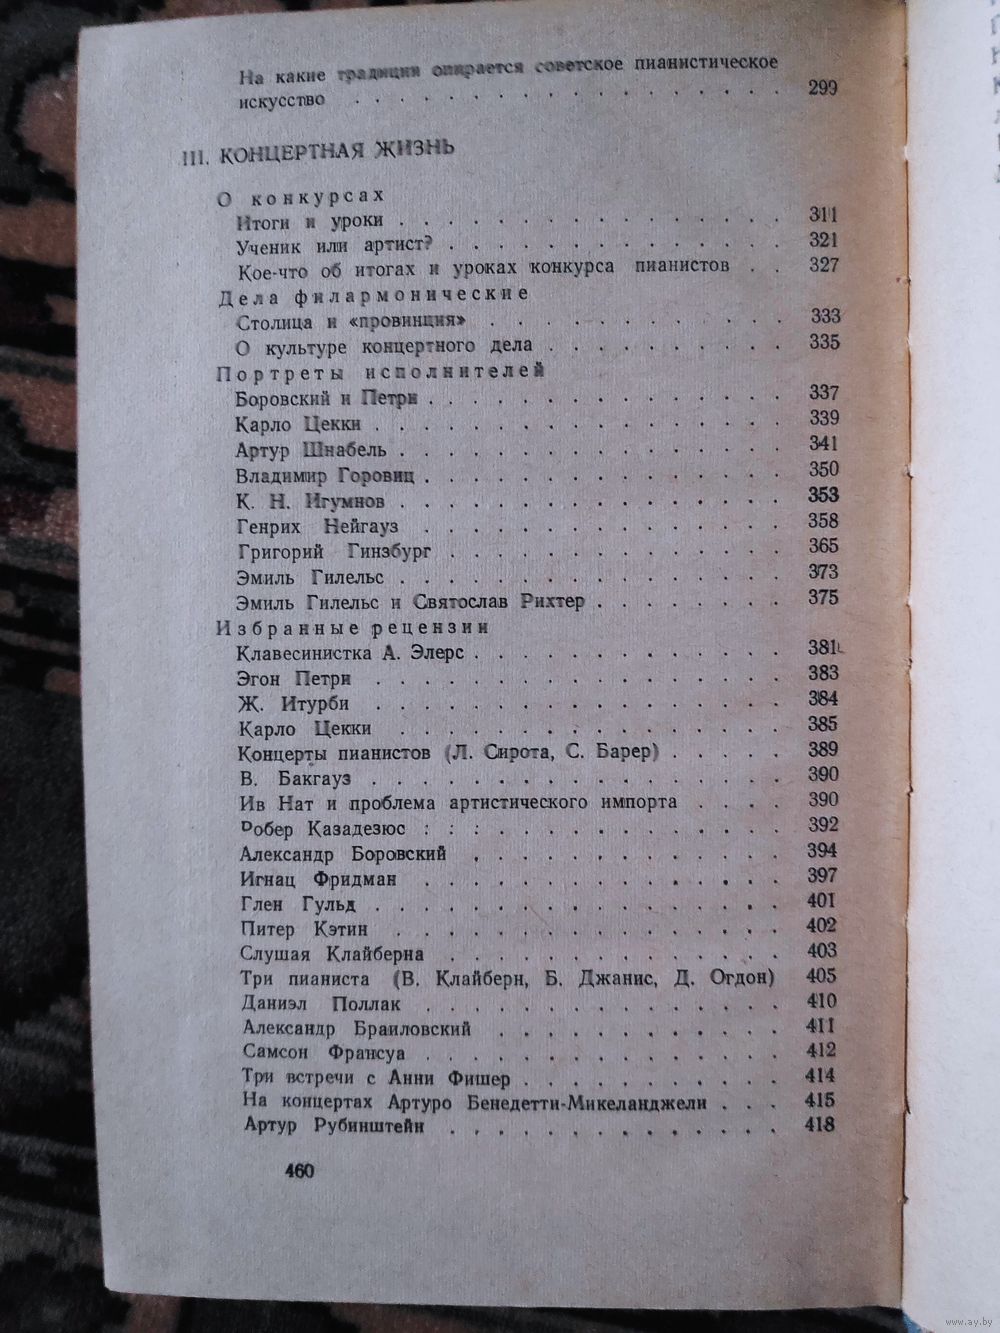 На какие традиции опирается советское пианистическое
искусство . . . . . . . . . . . . . . . . . 299
III. КОНЦЕРТНАЯ ЖИЗНЬ
О конкурсах
Итоги и уроки . . . . . . . . . . . . . . . 311
Ученик или артист? . . . . . . . . . . . . . 321
Кое-что об итогах и уроках конкурса пианистов . . 327
Дела филармонические
Столица и «провинция» . . . . . . . . . . . . 333
О культуре концертного дела . . . . . . . . . 335
Портреты исполнителей
Боровский и Петри . . . . . . . . . . . . . . 337
Карло Цекки . . . . . . . . . . . . . . . . 339
Артур Шнабель . . . . . . . . . . . . . . . 341
Владимир Горовиц . . . . . . . . . . . . . . 350
К. Н. Игумнов . . . . . . . . . . . . . . . 353
Генрих Нейгауз . . . . . . . . . . . . . . 358
Григорий Гинзбург . . . . . . . . . . . . . 365
Эмиль Гилельс . . . . . . . . . . . . . . . 373
Эмиль Гилельс и Святослав Рихтер . . . . . . . 375
Избранные рецензии
Клавесинистка А. Элерс . . . . . . . . . . . . 381
Эгон Петри . . . . . . . . . . . . . . . . 383
Ж. Итурби . . . . . . . . . . . . . . . . 384
Карло Цекки . . . . . . . . . . . . . . . 385
Концерты пианистов (Л. Сирота, С. Барер) . . . . . 389
В. Бакгауз . . . . . . . . . . . . . . . . 390
Ив Нат и проблема артистического импорта . . . . 390
Робер Казадезюс : : : . . . . . . . . . . . . 392
Александр Боровский . . . . . . . . . . . . . 394
Игнац Фридман . . . . . . . . . . . . . . . 397
Глен Гульд . . . . . . . . . . . . . . . . . 401
Питер Кэтин . . . . . . . . . . . . . . . 402
Слушая Клайберна . . . . . . . . . . . . . . 403
Три пианиста (В. Клайберн, Б. Джанис, Д. Огдон) 405
Даниэл Поллак . . . . . . . . . . . . . . . 410
Александр Браиловский . . . . . . . . . . . . 411
Самсон Франсуа . . . . . . . . . . . . . . . 412
Три встречи с Анни Фишер . . . . . . . . . . . 414
На концертах Артуро Бенедетти-Микеланджели . . . 415
Артур Рубинштейн . . . . . . . . . . . . . . 418
460
www.ay.by